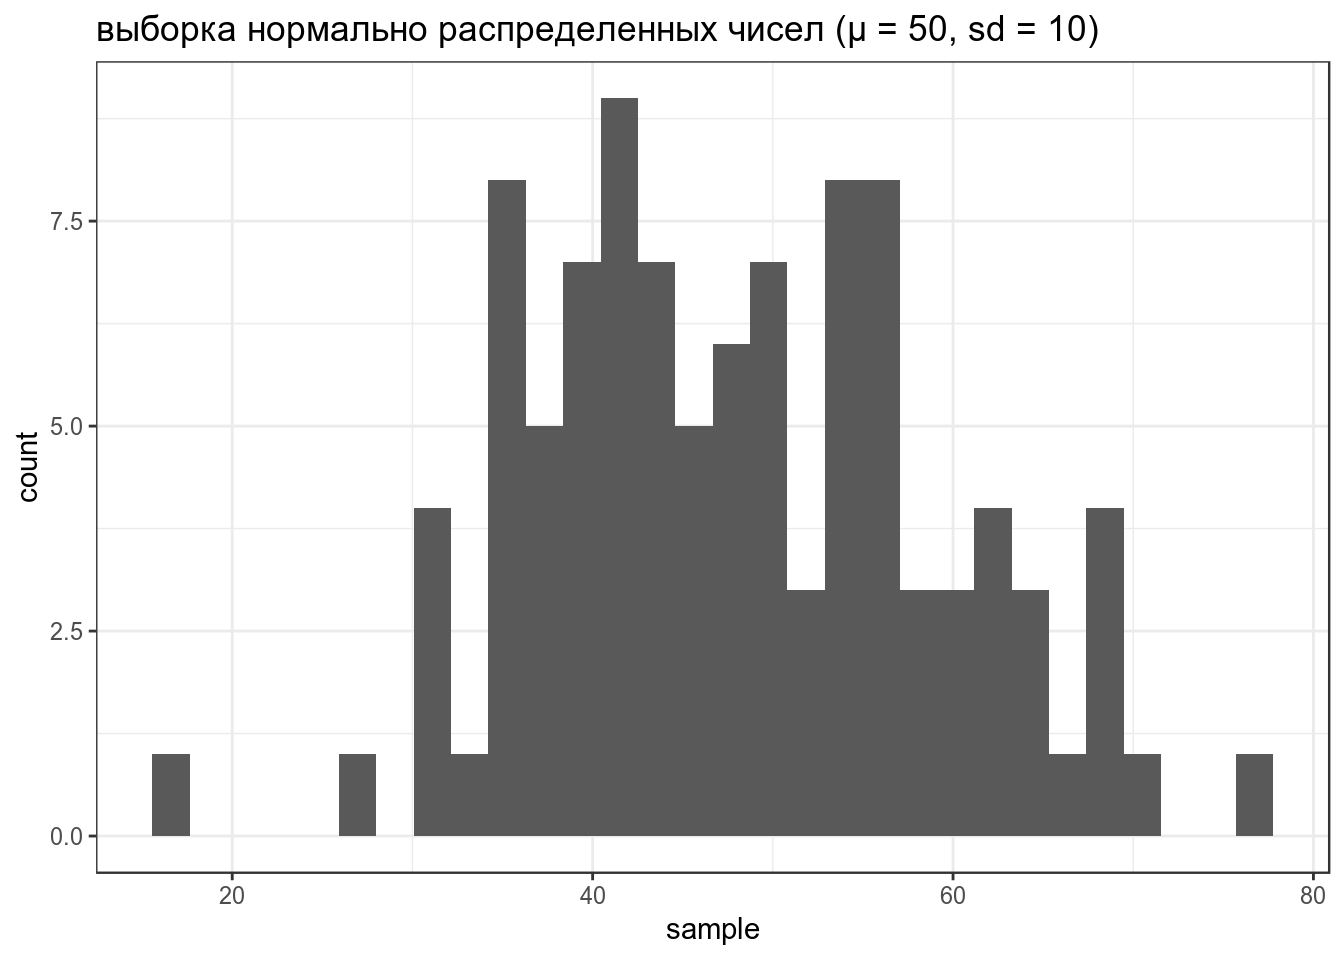 выборка нормально распределенных чисел (μ = 50, sd = 10)
7.5
5.0
2.5
0.0
count
20 40 60 80
sample